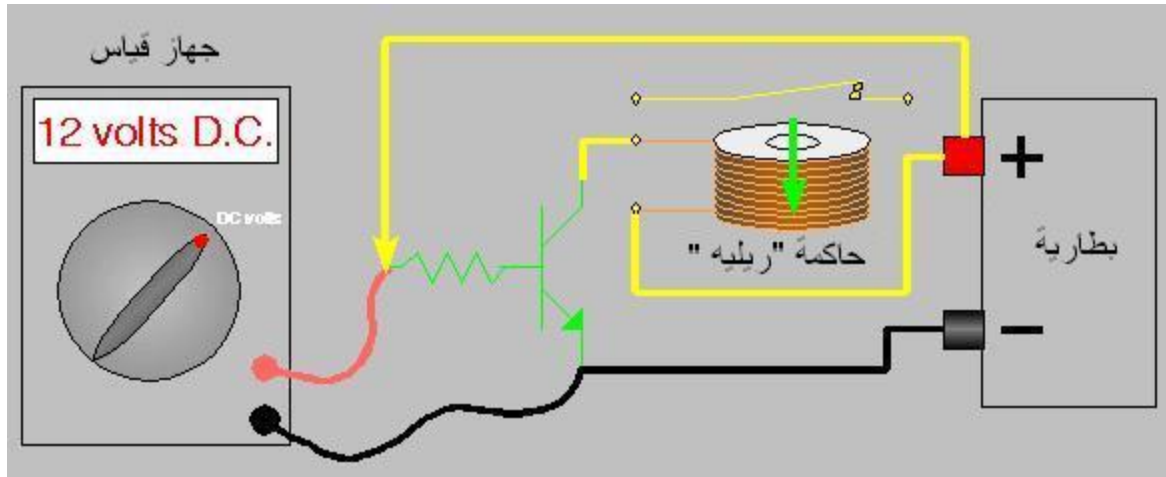 جهاز قياس
12 volts D.C.
DC volts
حاكمة "ريليه "
بطارية
+
−